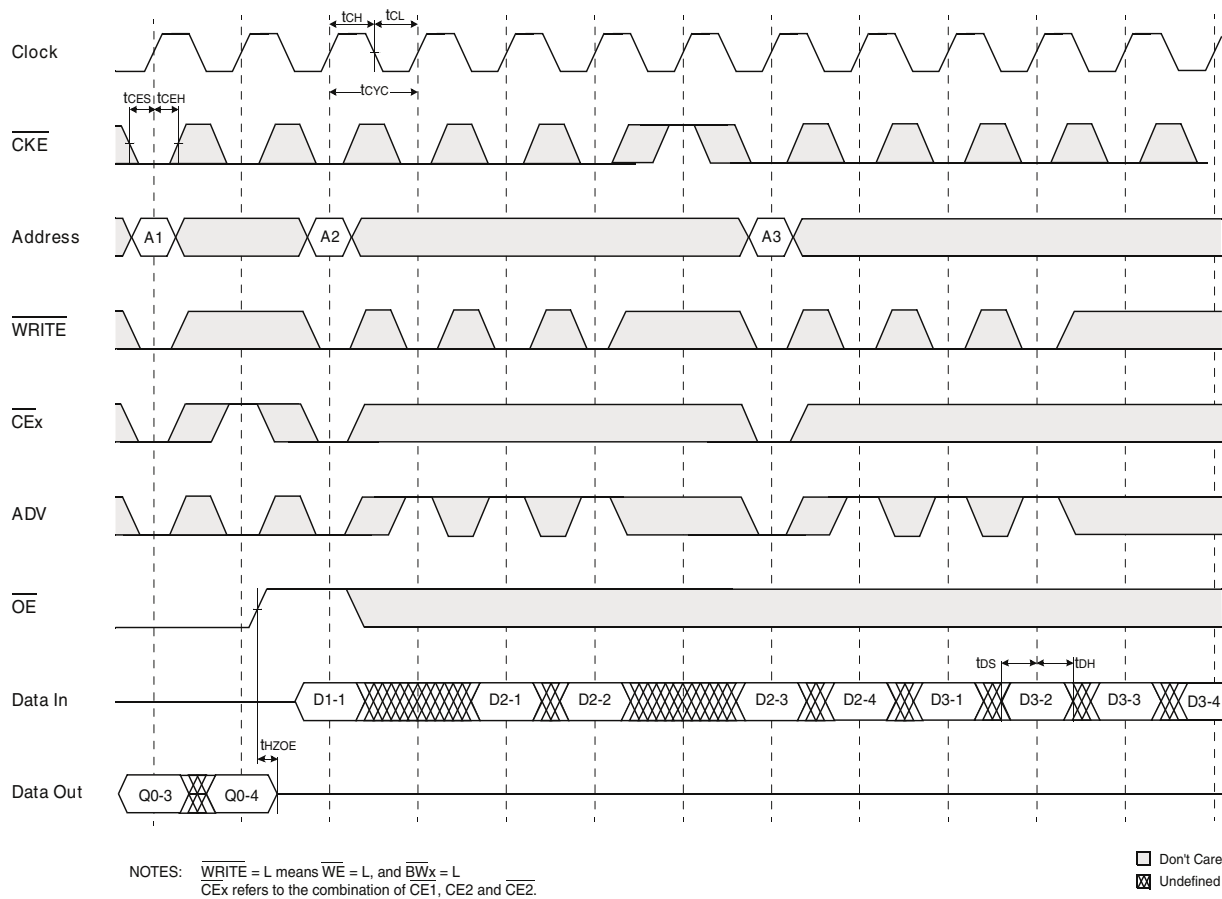 tCH tCL
Clock
tCYC
tCES tCEH
CKE
Address A1 A2 A3
WRITE
CEx
ADV
OE
tDS tDH
Data In D1-1 D2-1 D2-2 D2-3 D2-4 D3-1 D3-2 D3-3 D3-4
tHZOE
Data Out Q0-3 Q0-4
NOTES: WRITE = L means WE = L, and BWx = L
CEx refers to the combination of CE1, CE2 and CE2.
Don't Care
Undefined